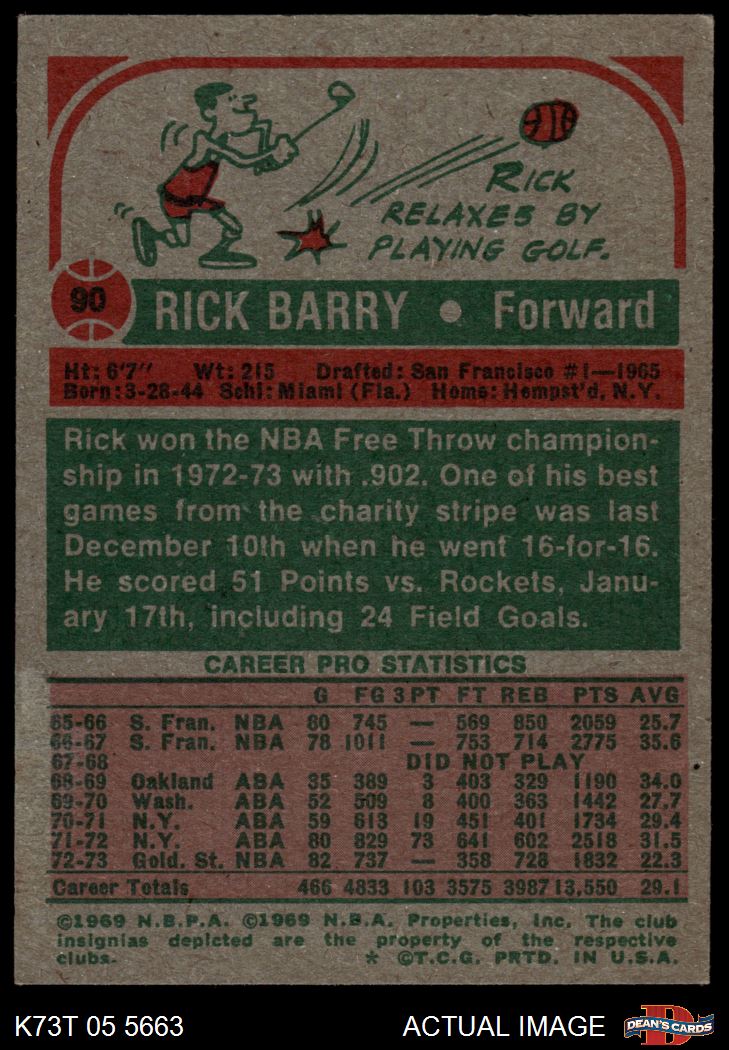 RICK
RELAXES BY
PLAYING GOLF.
90
RICK BARRY • Forward
Ht: 6'7" Wt: 215 Drafted: San Francisco #1—1965
Born: 3-28-44 Schl: Miami (Fla.) Home: Hempst'd, N.Y.
Rick won the NBA Free Throw champion-
ship in 1972-73 with .902. One of his best
games from the charity stripe was last
December 10th when he went 16-for-16.
He scored 51 Points vs. Rockets, Janu-
ary 17th, including 24 Field Goals.
CAREER PRO STATISTICS
G FG 3PT FT REB PTS AVG
65-66 S. Fran. NBA 80 745 — 569 850 2059 25.7
66-67 S. Fran. NBA 78 1011 — 753 714 2775 35.6
67-68 DID NOT PLAY
68-69 Oakland ABA 35 389 3 403 329 1190 34.0
69-70 Wash. ABA 52 509 8 400 363 1442 27.7
70-71 N.Y. ABA 59 613 19 451 401 1734 29.4
71-72 N.Y. ABA 80 829 73 641 602 2518 31.5
72-73 Gold. St. NBA 82 737 — 358 728 1832 22.3
Career Totals 466 4833 103 3575 3987 13,550 29.1
©1969 N.B.P.A. ©1969 N.B.A. Properties, Inc. The club
insignias depicted are the property of the respective
clubs. * ©T.C.G. PRTD. IN U.S.A.
K73T 05 5663 ACTUAL IMAGE DEAN'S CARDS